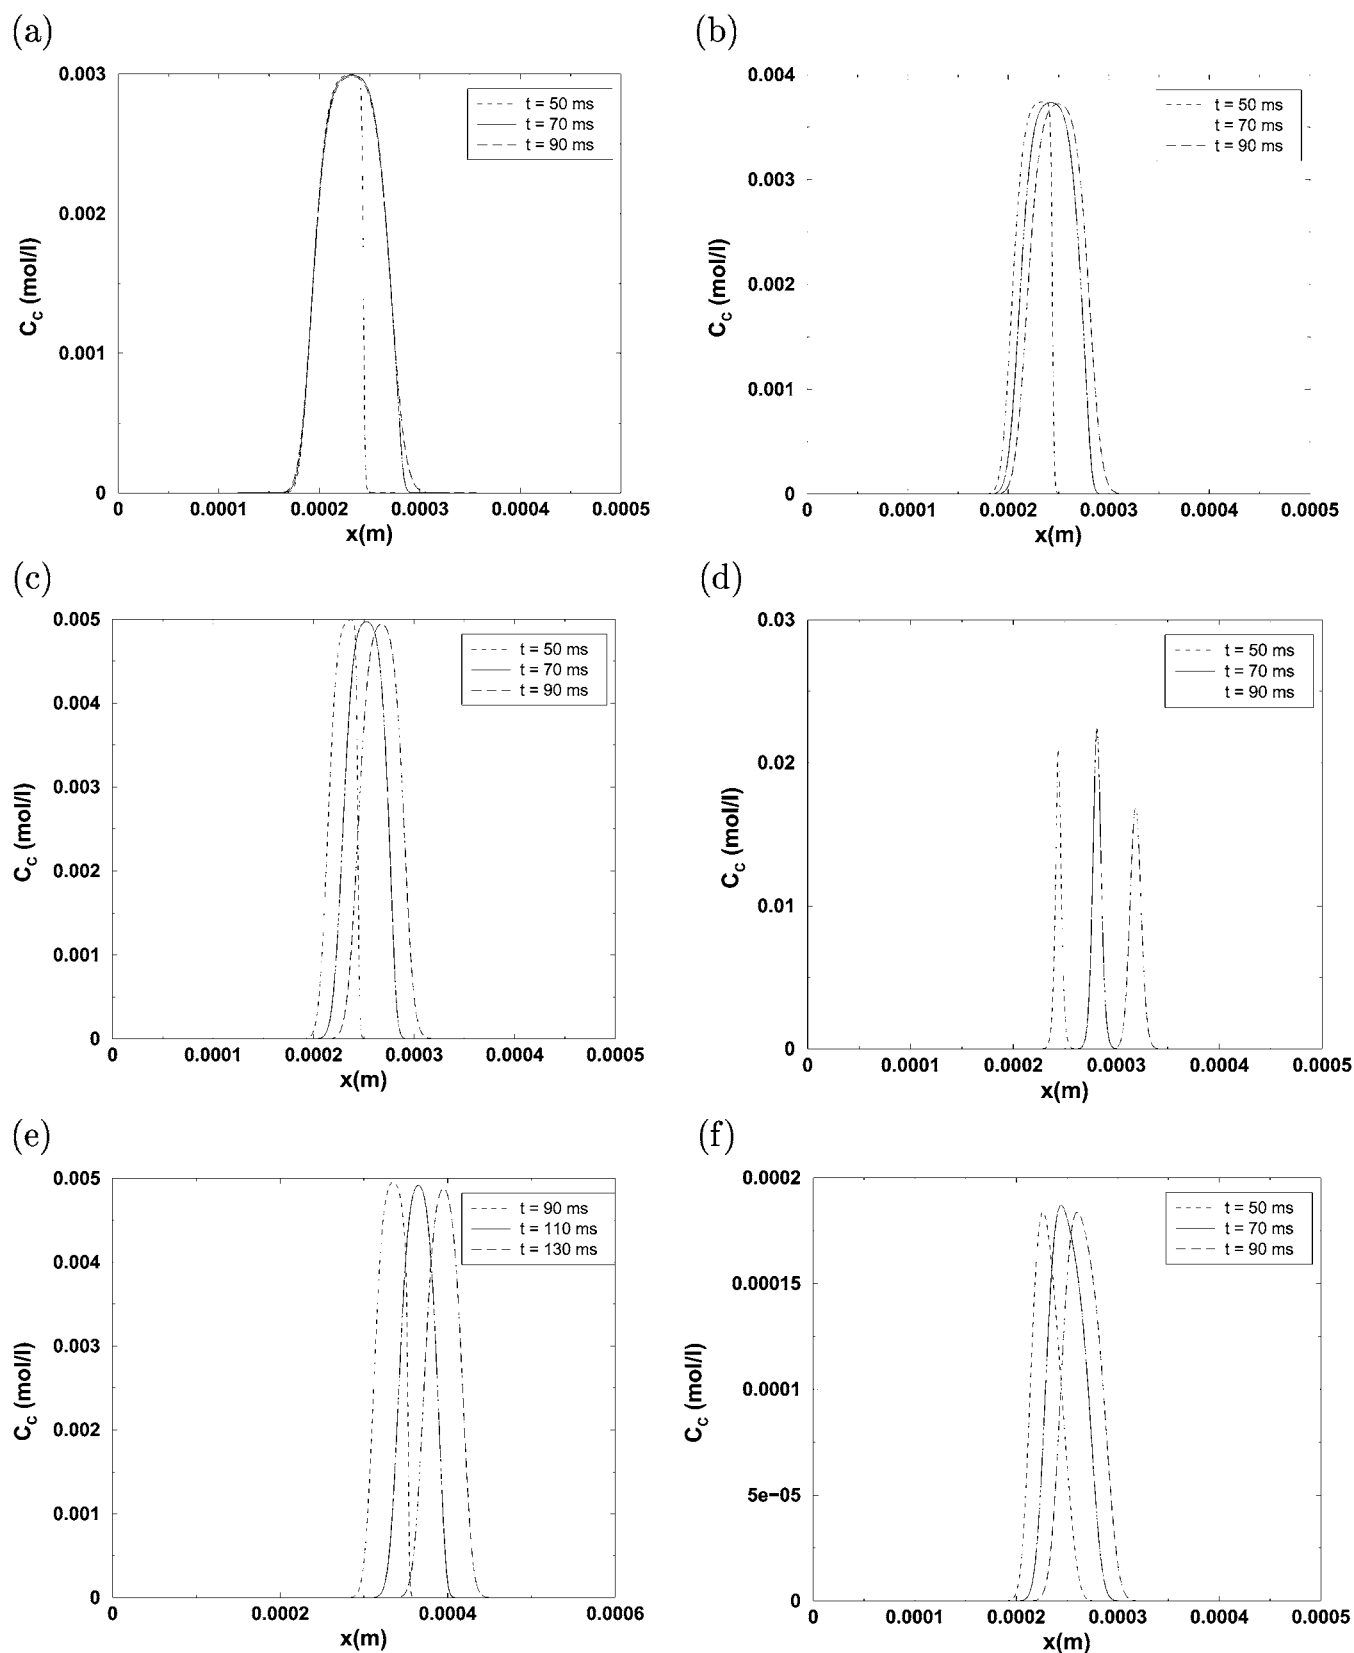 (a)
0.003
0.002
0.001
0
C_c (mol/l)
t = 50 ms
t = 70 ms
t = 90 ms
0 0.0001 0.0002 0.0003 0.0004 0.0005
x(m)
(b)
0.004
0.003
0.002
0.001
0
C_c (mol/l)
t = 50 ms
t = 70 ms
t = 90 ms
0 0.0001 0.0002 0.0003 0.0004 0.0005
x(m)
(c)
0.005
0.004
0.003
0.002
0.001
0
C_c (mol/l)
t = 50 ms
t = 70 ms
t = 90 ms
0 0.0001 0.0002 0.0003 0.0004 0.0005
x(m)
(d)
0.03
0.02
0.01
0
C_c (mol/l)
t = 50 ms
t = 70 ms
t = 90 ms
0 0.0001 0.0002 0.0003 0.0004 0.0005
x(m)
(e)
0.005
0.004
0.003
0.002
0.001
0
C_c (mol/l)
t = 90 ms
t = 110 ms
t = 130 ms
0 0.0002 0.0004 0.0006
x(m)
(f)
0.0002
0.00015
0.0001
5e−05
0
C_c (mol/l)
t = 50 ms
t = 70 ms
t = 90 ms
0 0.0001 0.0002 0.0003 0.0004 0.0005
x(m)